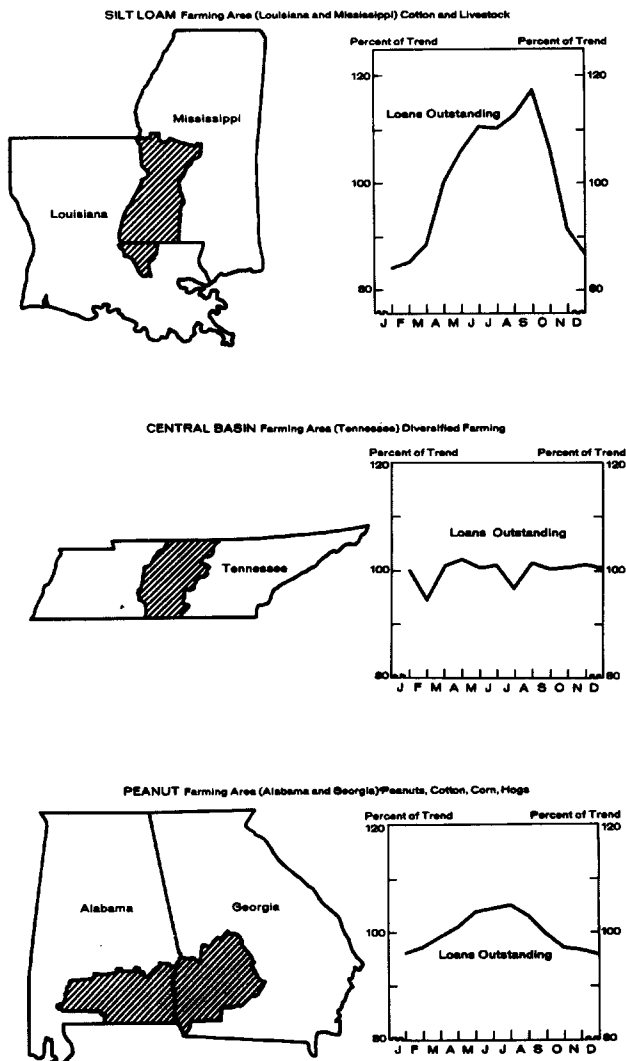 SILT LOAM Farming Area (Louisiana and Mississippi) Cotton and Livestock
Percent of Trend Percent of Trend
120 120
Loans Outstanding
Mississippi
Louisiana
100 100
80 80
J F M A M J J A S O N D
CENTRAL BASIN Farming Area (Tennessee) Diversified Farming
Percent of Trend Percent of Trend
120 120
Loans Outstanding
Tennessee
100 100
80 80
J F M A M J J A S O N D
PEANUT Farming Area (Alabama and Georgia) Peanuts, Cotton, Corn, Hogs
Percent of Trend Percent of Trend
120 120
Alabama Georgia
100 100
Loans Outstanding
80 80
J F M A M J J A S O N D